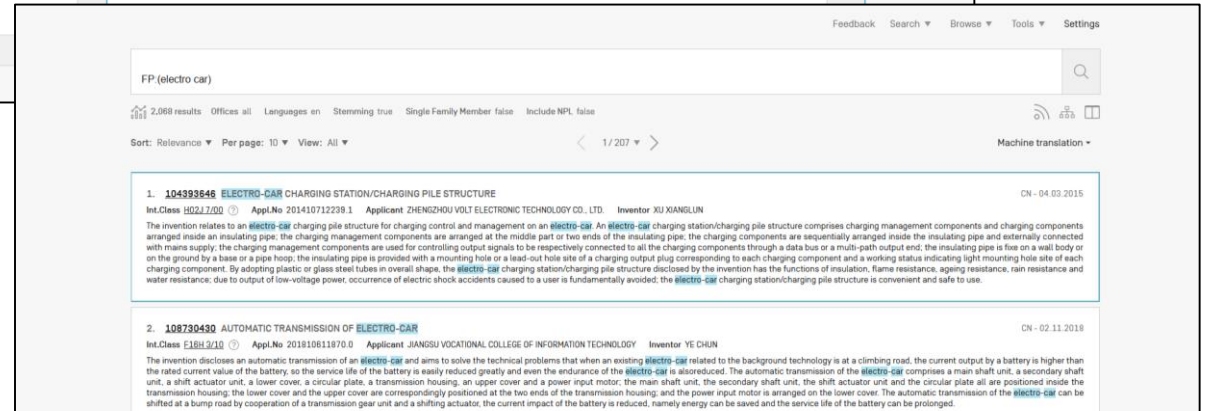 Feedback Search ▼ Browse ▼ Tools ▼ Settings
FP:(electro car)
2,068 results Offices all Languages en Stemming true Single Family Member false Include NPL false
Sort: Relevance ▼ Per page: 10 ▼ View: All ▼ < 1 / 207 ▼ > Machine translation ▾
1. 104393646 ELECTRO-CAR CHARGING STATION/CHARGING PILE STRUCTURE CN - 04.03.2015
Int.Class H02J 7/00 ? Appl.No 201410712239.1 Applicant ZHENGZHOU VOLT ELECTRONIC TECHNOLOGY CO., LTD. Inventor XU XIANGLUN
The invention relates to an electro-car charging pile structure for charging control and management on an electro-car. An electro-car charging station/charging pile structure comprises charging management components and charging components
arranged inside an insulating pipe; the charging management components are arranged at the middle part or two ends of the insulating pipe; the charging components are sequentially arranged inside the insulating pipe and externally connected
with mains supply; the charging management components are used for controlling output signals to be respectively connected to all the charging components through a data bus or a multi-path output end; the insulating pipe is fixe on a wall body or
on the ground by a base or a pipe hoop; the insulating pipe is provided with a mounting hole or a lead-out hole site of a charging output plug corresponding to each charging component and a working status indicating light mounting hole site of each
charging component. By adopting plastic or glass steel tubes in overall shape, the electro-car charging station/charging pile structure disclosed by the invention has the functions of insulation, flame resistance, ageing resistance, rain resistance and
water resistance; due to output of low-voltage power, occurrence of electric shock accidents caused to a user is fundamentally avoided; the electro-car charging station/charging pile structure is convenient and safe to use.
2. 108730430 AUTOMATIC TRANSMISSION OF ELECTRO-CAR CN - 02.11.2018
Int.Class F16H 3/10 ? Appl.No 201810611870.0 Applicant JIANGSU VOCATIONAL COLLEGE OF INFORMATION TECHNOLOGY Inventor YE CHUN
The invention discloses an automatic transmission of an electro-car and aims to solve the technical problems that when an existing electro-car related to the background technology is at a climbing road, the current output by a battery is higher than
the rated current value of the battery, so the service life of the battery is easily reduced greatly and even the endurance of the electro-car is alsoreduced. The automatic transmission of the electro-car comprises a main shaft unit, a secondary shaft
unit, a shift actuator unit, a lower cover, a circular plate, a transmission housing, an upper cover and a power input motor; the main shaft unit, the secondary shaft unit, the shift actuator unit and the circular plate all are positioned inside the
transmission housing; the lower cover and the upper cover are correspondingly positioned at the two ends of the transmission housing; and the power input motor is arranged on the lower cover. The automatic transmission of the electro-car can be
shifted at a bump road by cooperation of a transmission gear unit and a shifting actuator, the current impact of the battery is reduced, namely energy can be saved and the service life of the battery can be prolonged.